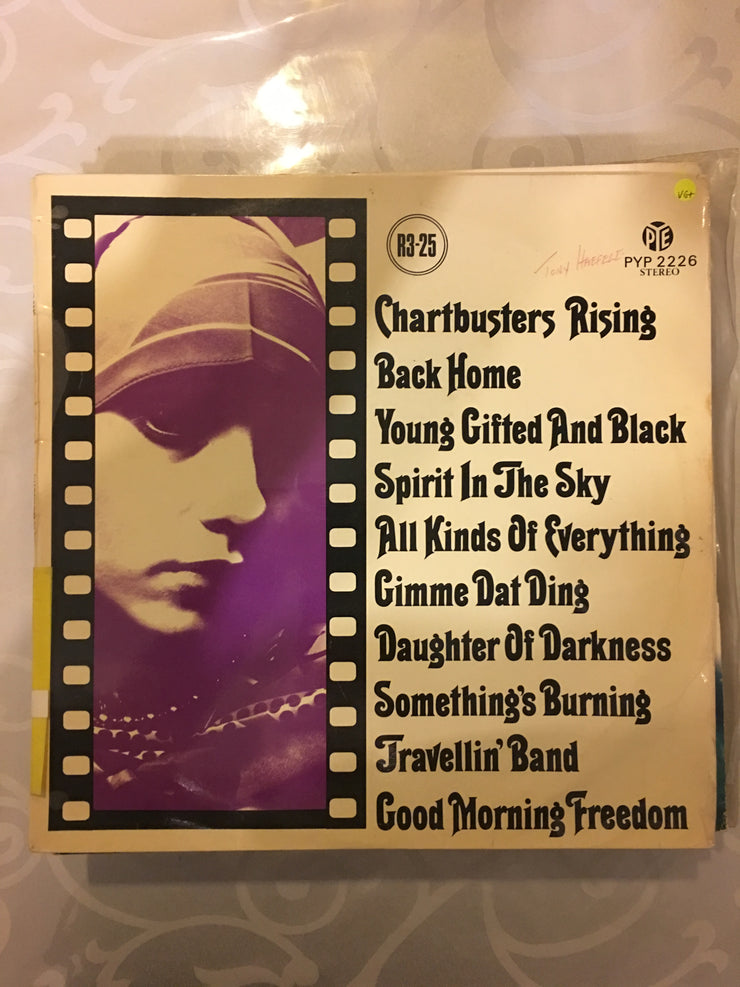 VG+
R3-25
PYE
Tony
PYP 2226
STEREO
Chartbusters Rising
Back Home
Young Gifted And Black
Spirit In The Sky
All Kinds Of Everything
Gimme Dat Ding
Daughter Of Darkness
Something's Burning
Travellin' Band
Good Morning Freedom